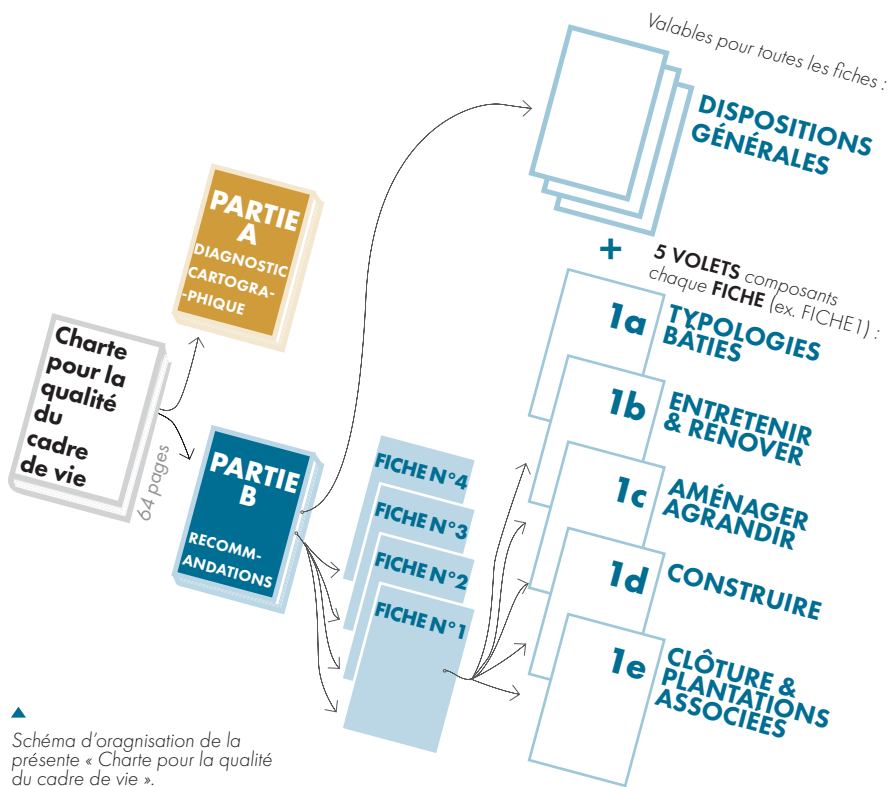 Valables pour toutes les fiches :
DISPOSITIONS
GÉNÉRALES
+
5 VOLETS composants
chaque FICHE (ex. FICHE1) :
PARTIE
A
DIAGNOSTIC
CARTOGRA-
-PHIQUE
Charte
pour la
qualité
du
cadre
de vie
64 pages
PARTIE
B
RECOMM-
ANDATIONS
FICHE N°4
FICHE N°3
FICHE N°2
FICHE N°1
1a TYPOLOGIES
BÂTIES
1b ENTRETENIR
& RÉNOVER
1c AMÉNAGER
AGRANDIR
1d CONSTRUIRE
1e CLÔTURE &
PLANTATIONS
ASSOCIÉES
Schéma d'oragnisation de la
présente « Charte pour la qualité
du cadre de vie ».